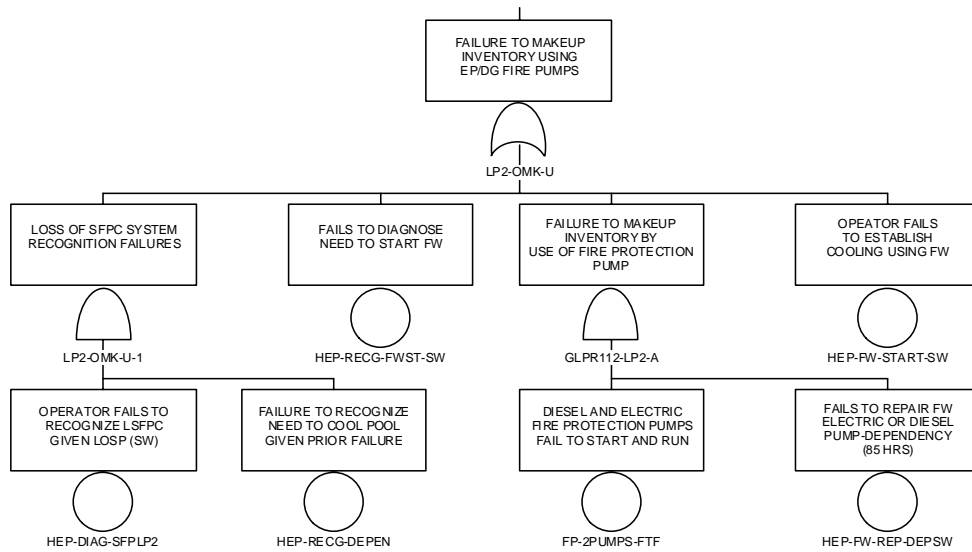 FAILURE TO MAKEUP
INVENTORY USING
EP/DG FIRE PUMPS
LP2-OMK-U
LOSS OF SFPC SYSTEM
RECOGNITION FAILURES
FAILS TO DIAGNOSE
NEED TO START FW
FAILURE TO MAKEUP
INVENTORY BY
USE OF FIRE PROTECTION
PUMP
OPERATOR FAILS
TO ESTABLISH
COOLING USING FW
LP2-OMK-U-1
HEP-RECG-FWST-SW
GLPR112-LP2-A
HEP-FW-START-SW
OPERATOR FAILS TO
RECOGNIZE LSFPC
GIVEN LOSP (SW)
FAILURE TO RECOGNIZE
NEED TO COOL POOL
GIVEN PRIOR FAILURE
DIESEL AND ELECTRIC
FIRE PROTECTION PUMPS
FAIL TO START AND RUN
FAILS TO REPAIR FW
ELECTRIC OR DIESEL
PUMP-DEPENDENCY
(85 HRS)
HEP-DIAG-SFPLP2
HEP-RECG-DEPEN
FP-2PUMPS-FTF
HEP-FW-REP-DEPSW